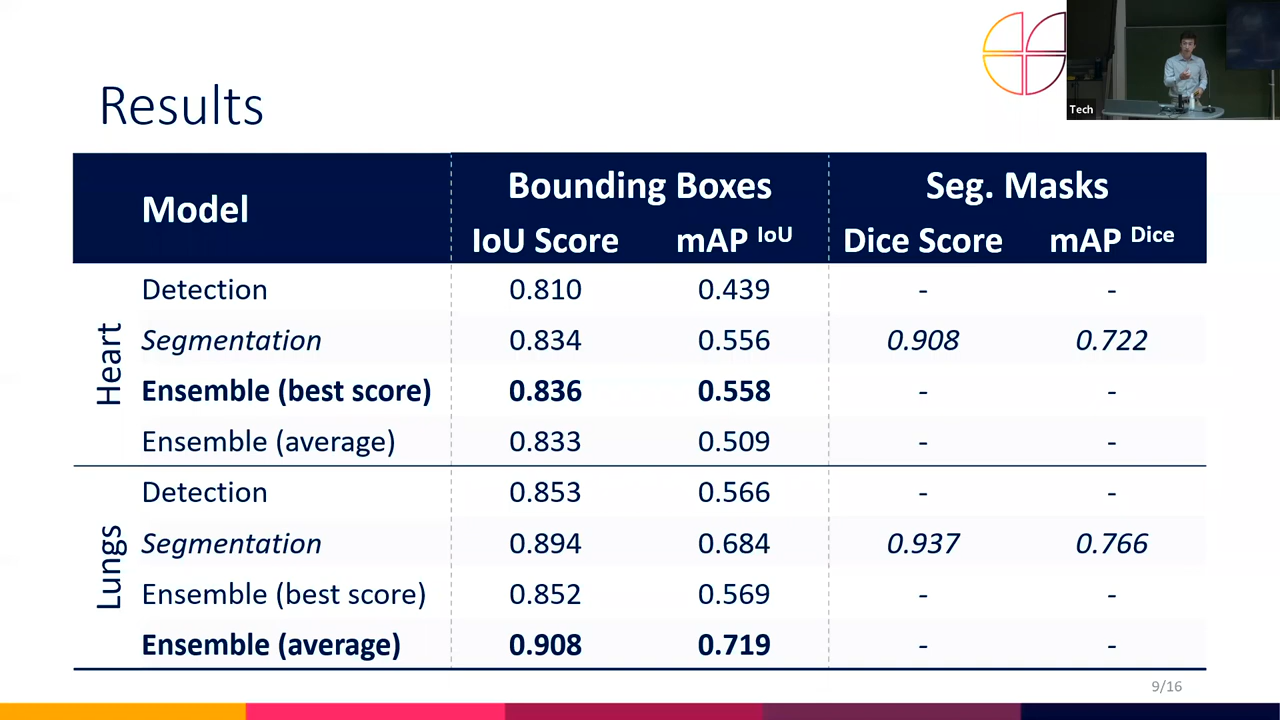 Tech
Results
Model
Bounding Boxes
Seg. Masks
IoU Score mAP IoU Dice Score mAP Dice
Heart
Detection 0.810 0.439 - -
Segmentation 0.834 0.556 0.908 0.722
Ensemble (best score) 0.836 0.558 - -
Ensemble (average) 0.833 0.509 - -
Lungs
Detection 0.853 0.566 - -
Segmentation 0.894 0.684 0.937 0.766
Ensemble (best score) 0.852 0.569 - -
Ensemble (average) 0.908 0.719 - -
9/16